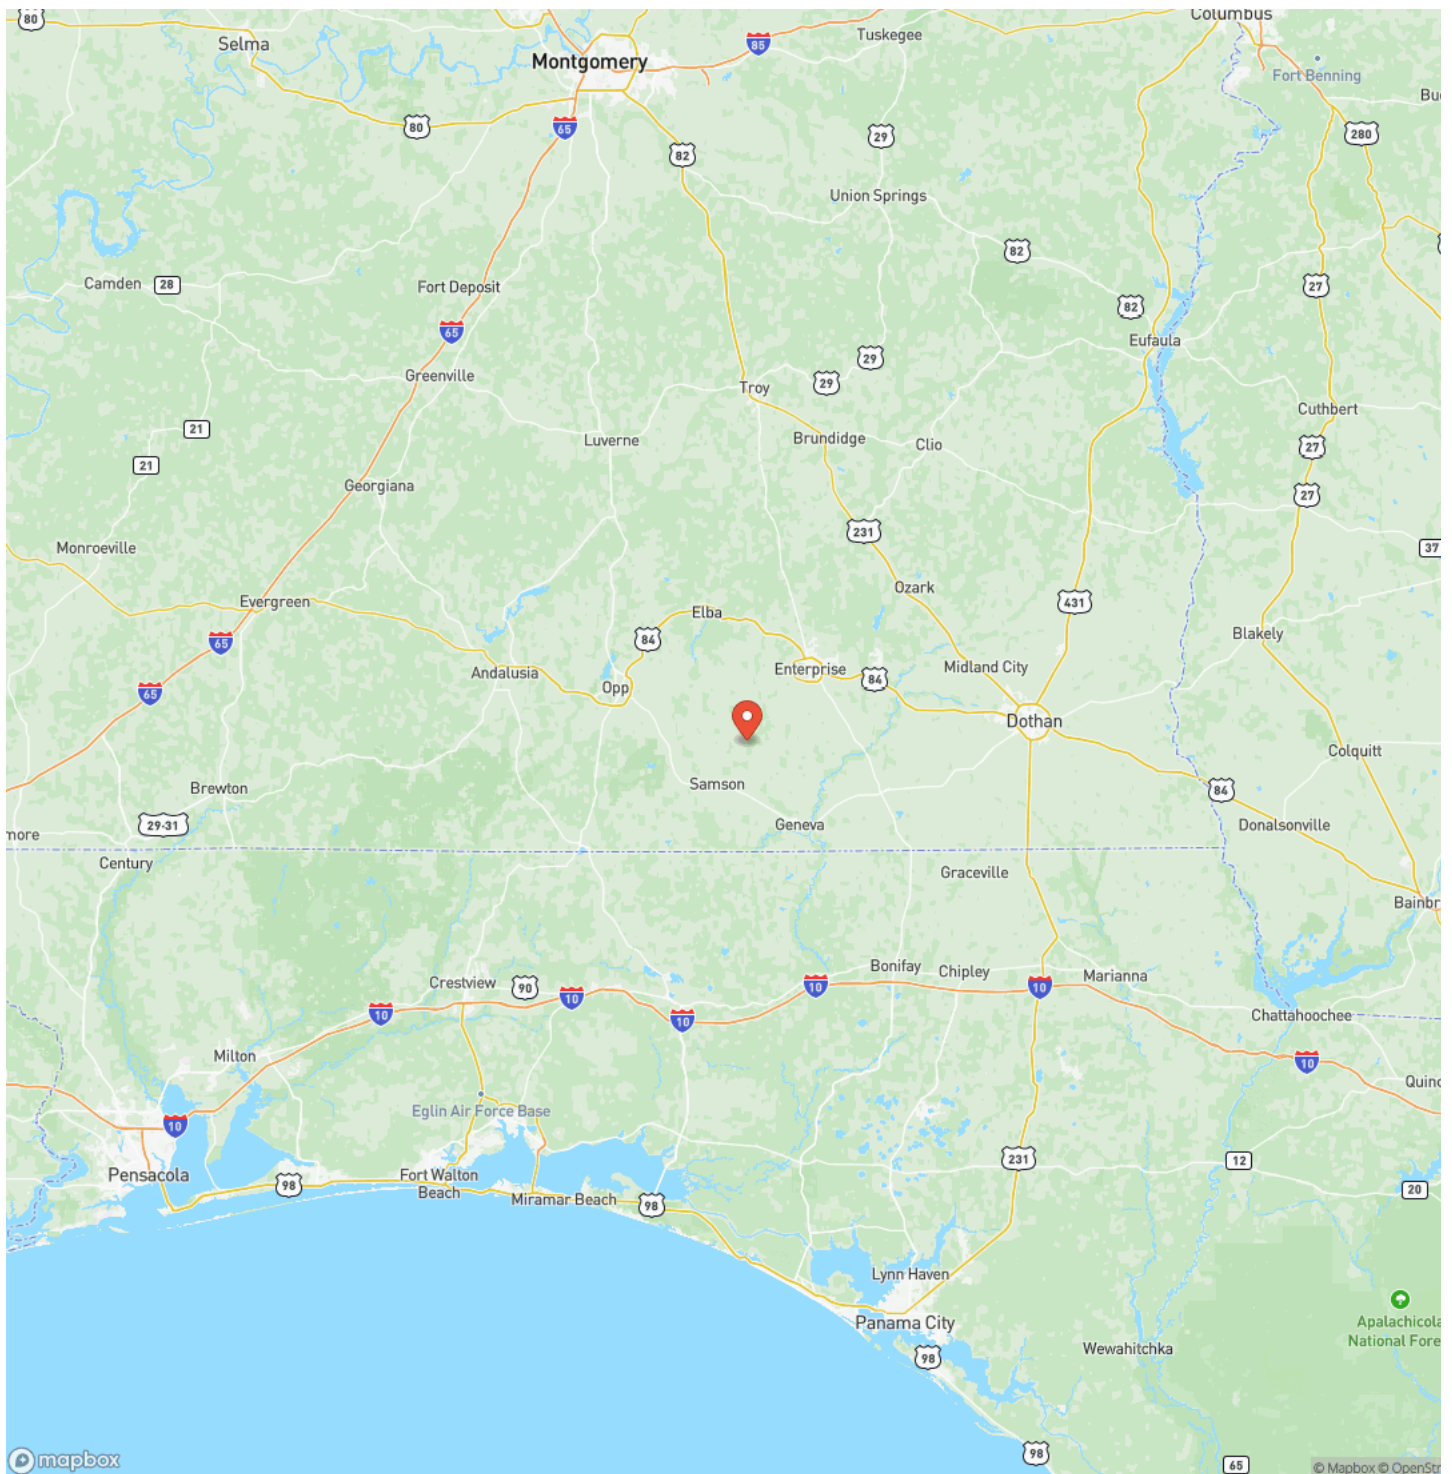 80
Selma
Montgomery
85
Tuskegee
Columbus
Fort Benning
80
65
82
29
280
Union Springs
82
Camden
28
Fort Deposit
82
27
65
Eufaula
Greenville
29
29
Troy
21
Luverne
Brundidge
Clio
Cuthbert
27
21
Georgiana
27
231
Monroeville
37
Ozark
Evergreen
Elba
431
65
84
Blakely
Andalusia
Enterprise
84
Midland City
65
Opp
Dothan
Colquitt
Brewton
Samson
84
29-31
Geneva
Donalsonville
Century
Graceville
Crestview
90
10
10
Bonifay
Chipley
10
Marianna
10
10
Chattahoochee
Milton
10
Eglin Air Force Base
10
Pensacola
98
Fort Walton
Beach
Miramar Beach
98
231
12
20
Lynn Haven
Panama City
98
Wewahitchka
National Fore
98
65
mapbox
© Mapbox © OpenStr